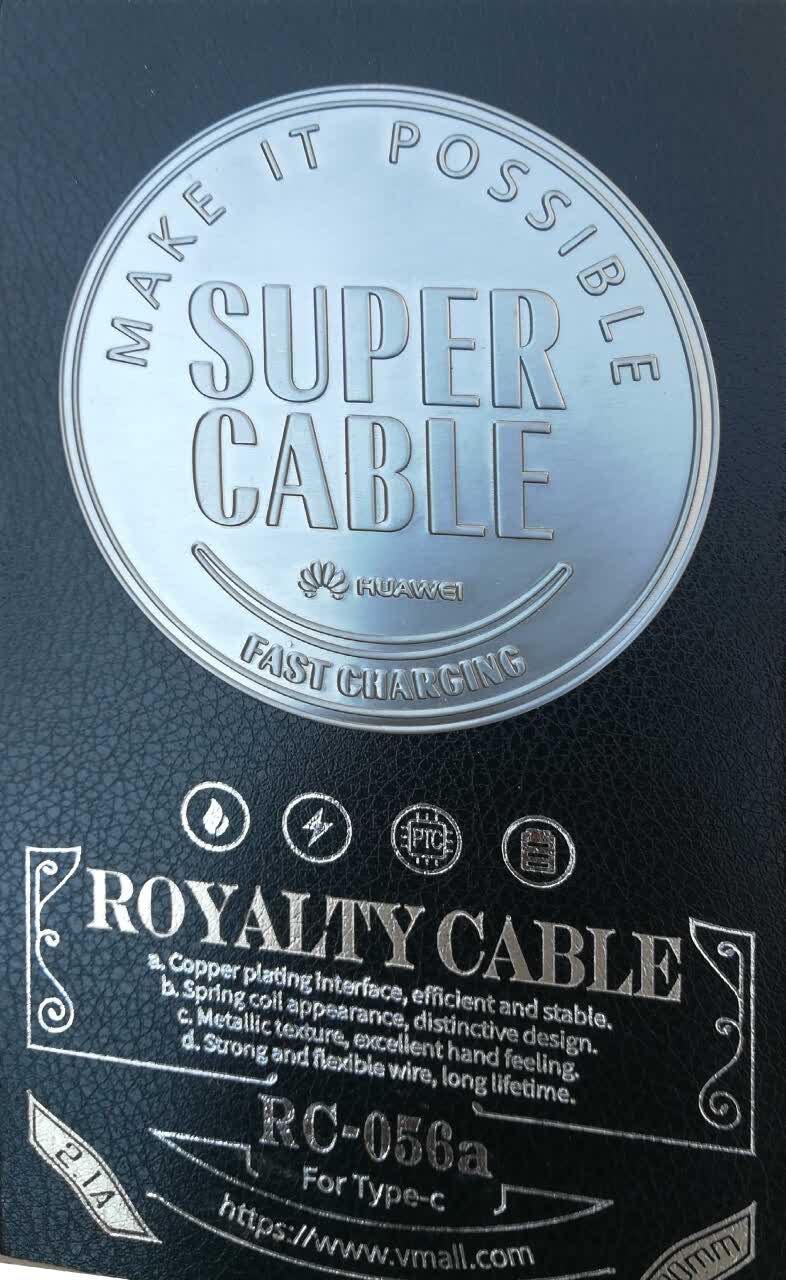 MAKE IT POSSIBLE
SUPER
CABLE
HUAWEI
FAST CHARGING
PTC
ROYALTY CABLE
a. Copper plating interface, efficient and stable.
b. Spring coil appearance, distinctive design.
c. Metallic texture, excellent hand feeling.
d. Strong and flexible wire, long lifetime.
RC-056a
2.1A
For Type-c
https://www.vmall.com